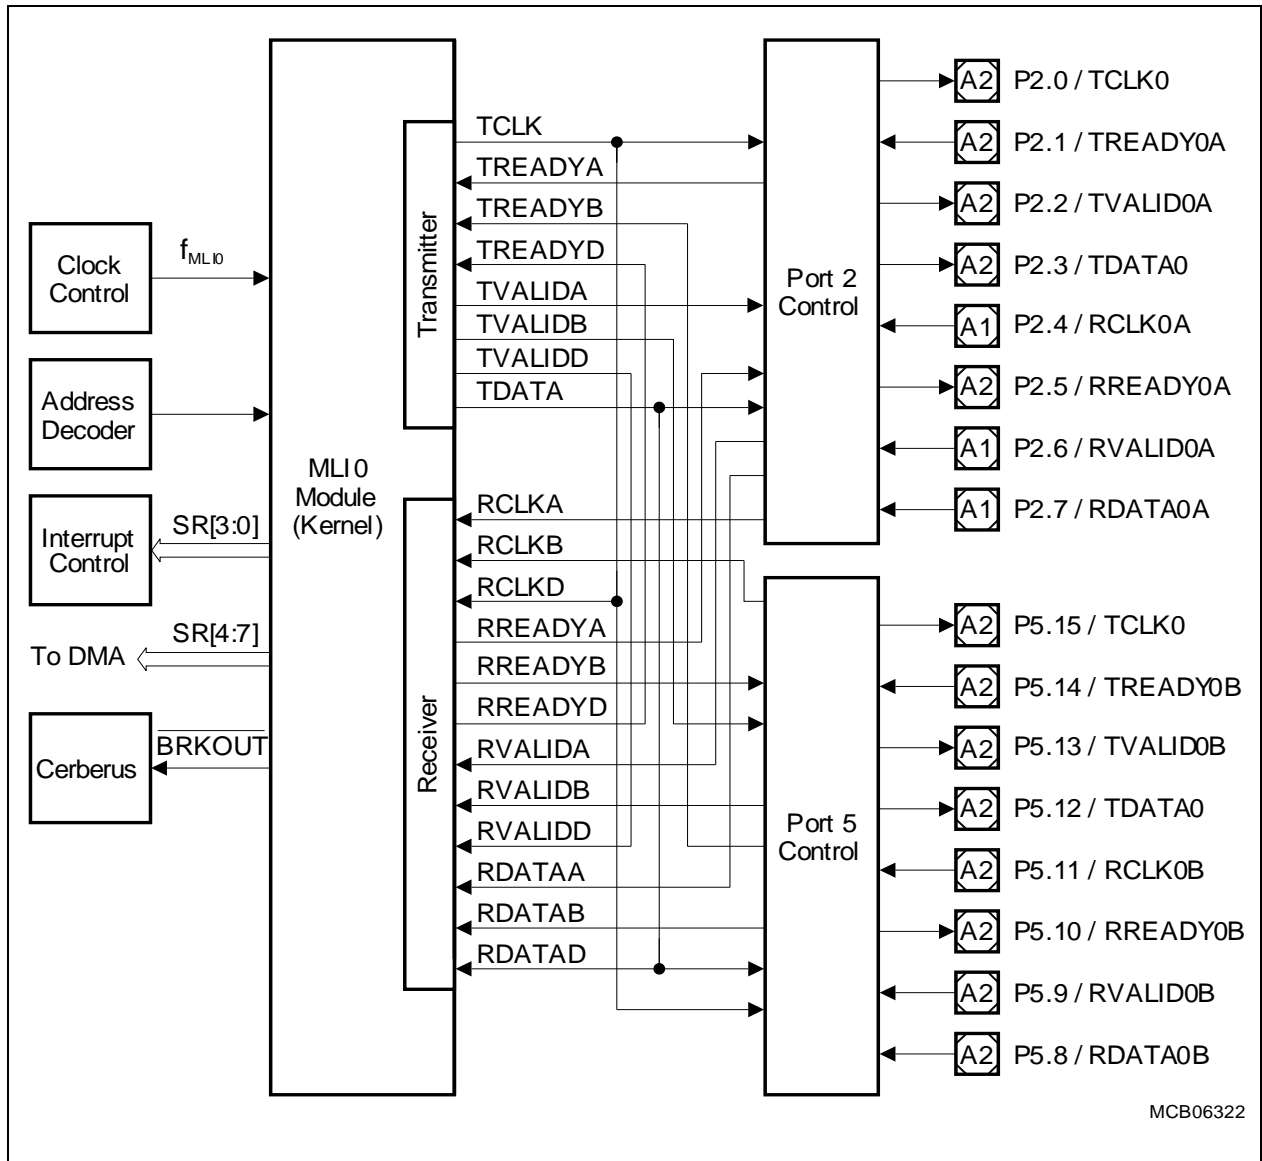 Clock
Control
f MLI0
Address
Decoder
Interrupt
Control
SR[3:0]
To DMA
SR[4:7]
Cerberus
BRKOUT
MLI0
Module
(Kernel)
Transmitter
TCLK
TREADYA
TREADYB
TREADYD
TVALIDA
TVALIDB
TVALIDD
TDATA
Receiver
RCLKA
RCLKB
RCLKD
RREADYA
RREADYB
RREADYD
RVALIDA
RVALIDB
RVALIDD
RDATAA
RDATAB
RDATAD
Port 2
Control
A2 P2.0 / TCLK0
A2 P2.1 / TREADY0A
A2 P2.2 / TVALID0A
A2 P2.3 / TDATA0
A1 P2.4 / RCLK0A
A2 P2.5 / RREADY0A
A1 P2.6 / RVALID0A
A1 P2.7 / RDATA0A
Port 5
Control
A2 P5.15 / TCLK0
A2 P5.14 / TREADY0B
A2 P5.13 / TVALID0B
A2 P5.12 / TDATA0
A2 P5.11 / RCLK0B
A2 P5.10 / RREADY0B
A2 P5.9 / RVALID0B
A2 P5.8 / RDATA0B
MCB06322